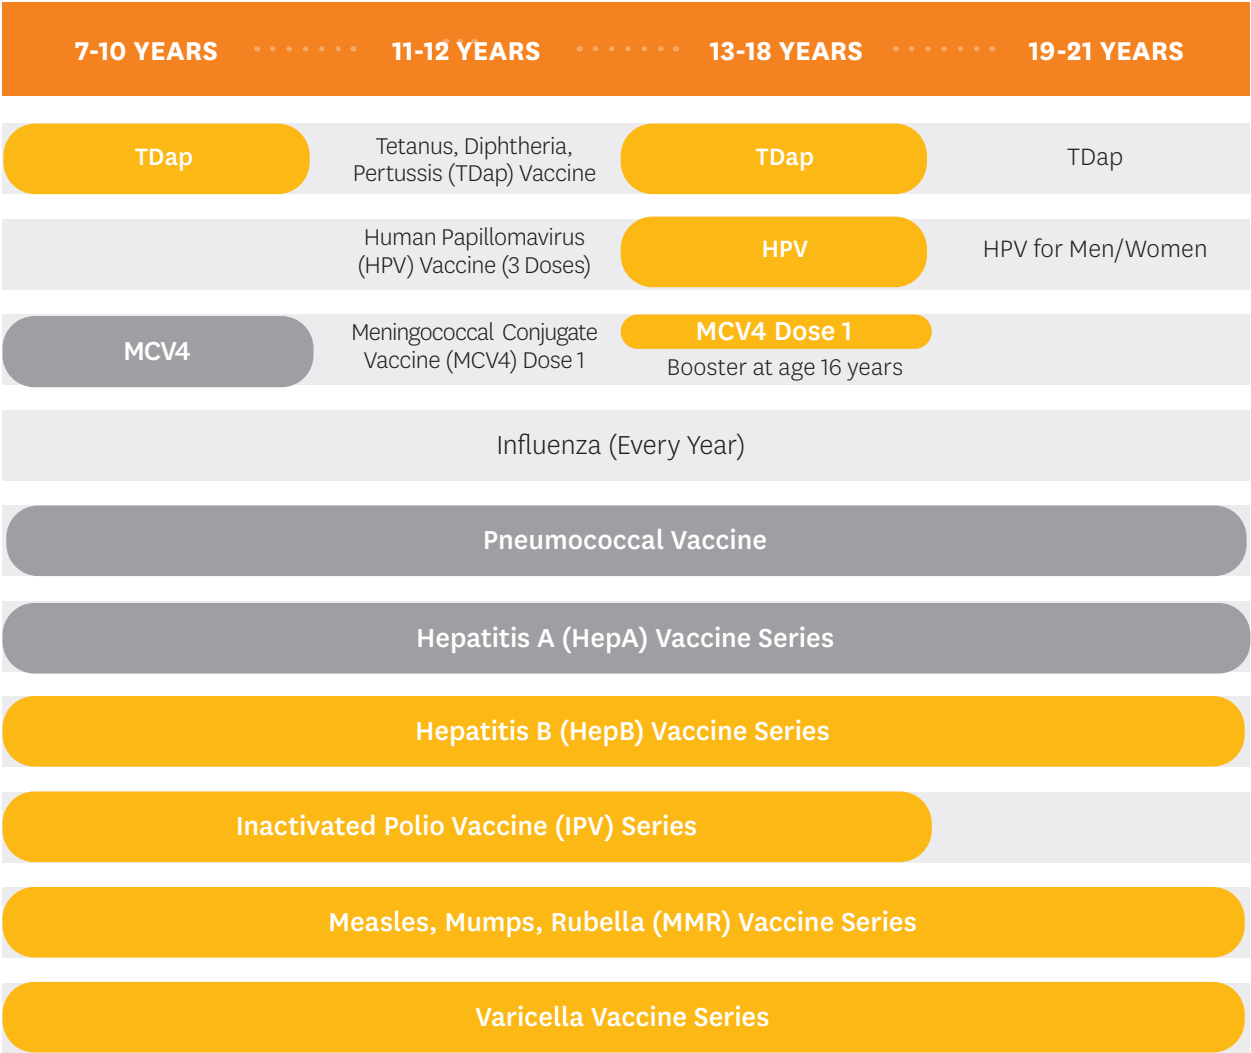 7-10 YEARS 11-12 YEARS 13-18 YEARS 19-21 YEARS
TDap
Tetanus, Diphtheria,
Pertussis (TDap) Vaccine
TDap
TDap
Human Papillomavirus
(HPV) Vaccine (3 Doses)
HPV
HPV for Men/Women
MCV4
Meningococcal Conjugate
Vaccine (MCV4) Dose 1
MCV4 Dose 1
Booster at age 16 years
Influenza (Every Year)
Pneumococcal Vaccine
Hepatitis A (HepA) Vaccine Series
Hepatitis B (HepB) Vaccine Series
Inactivated Polio Vaccine (IPV) Series
Measles, Mumps, Rubella (MMR) Vaccine Series
Varicella Vaccine Series